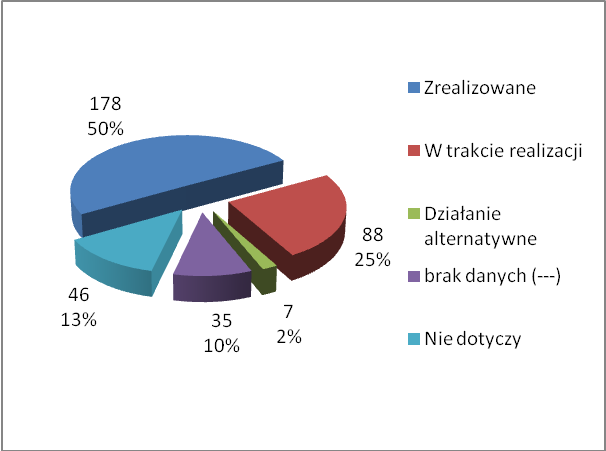 178
50%
88
25%
7
2%
35
10%
46
13%
Zrealizowane
W trakcie realizacji
Działanie
alternatywne
brak danych (---)
Nie dotyczy